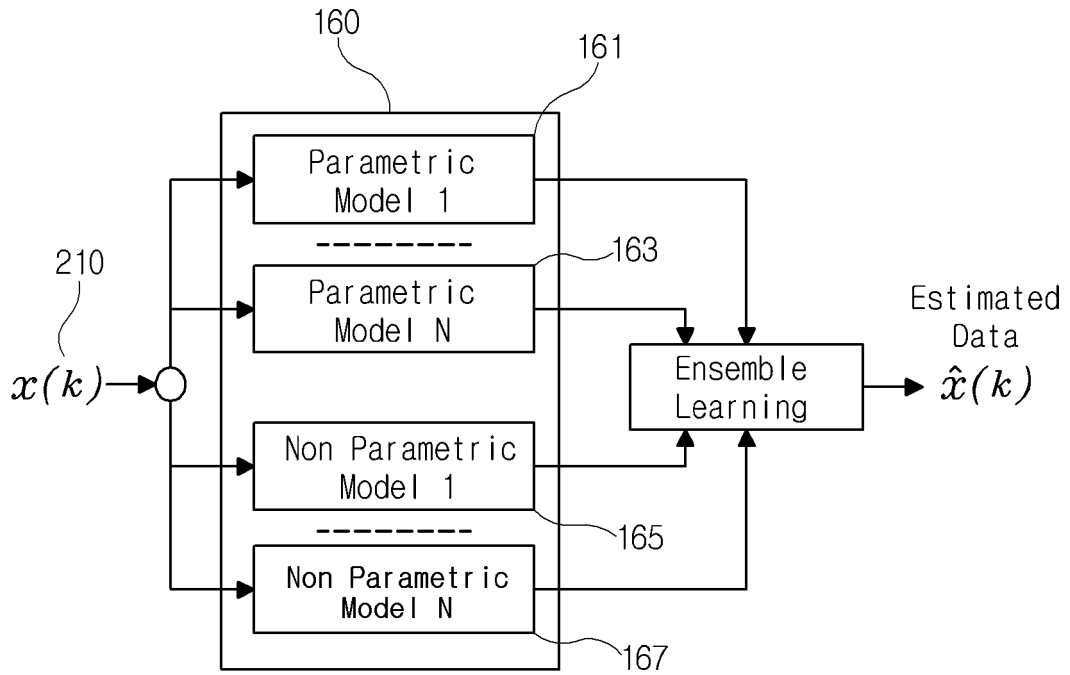 160
161
Parametric
Model 1
163
210
Parametric
Model N
Estimated
Data
x(k)
Ensemble
Learning
x̂(k)
Non Parametric
Model 1
165
Non Parametric
Model N
167